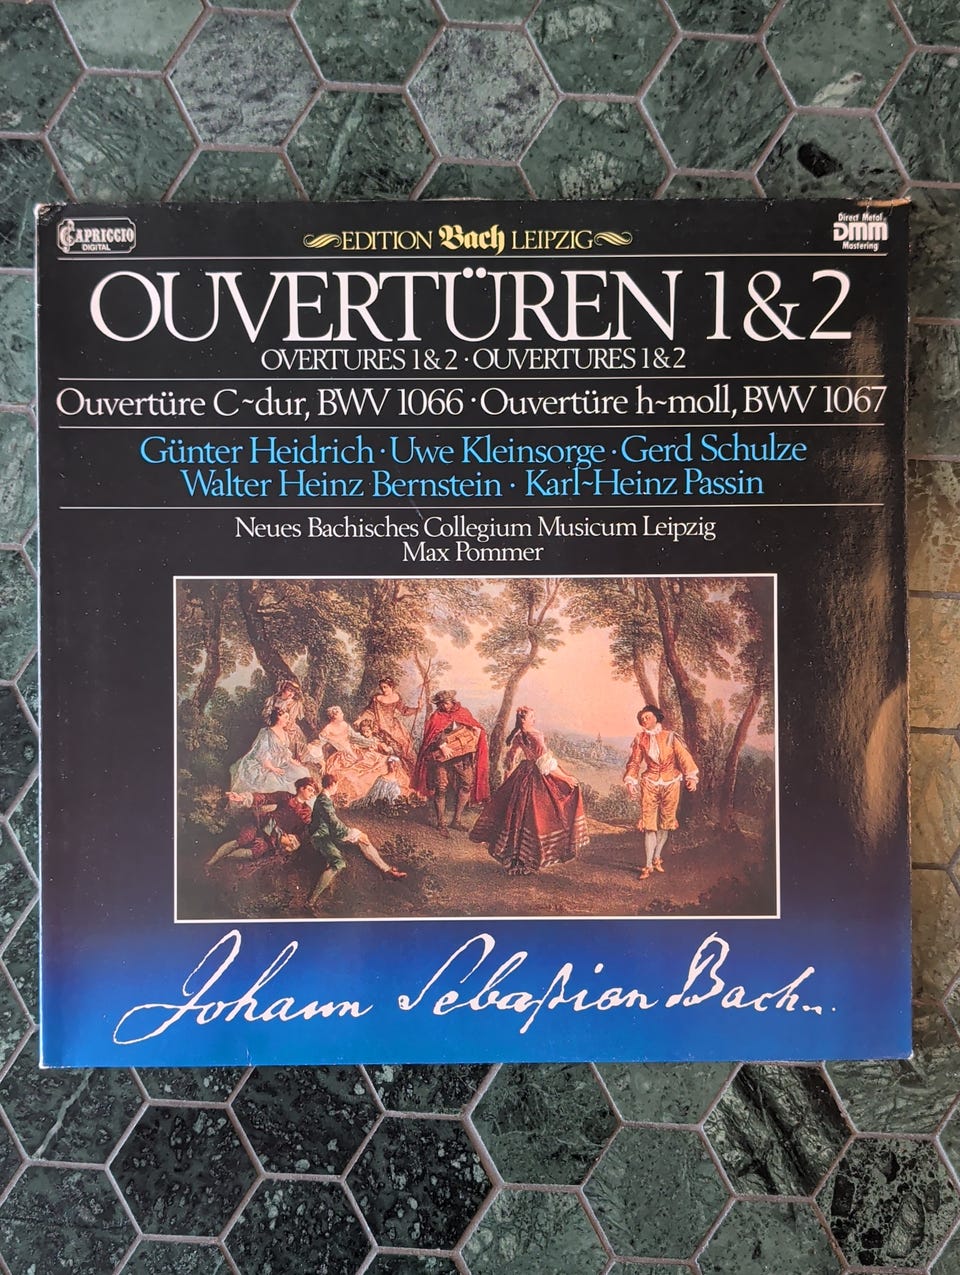 CAPRICCIO
DIGITAL
EDITION Bach LEIPZIG
Direct Metal
DMM
Mastering
OUVERTÜREN 1 & 2
OVERTURES 1 & 2 · OUVERTURES 1 & 2
Ouvertüre C~dur, BWV 1066 · Ouvertüre h~moll, BWV 1067
Günter Heidrich · Uwe Kleinsorge · Gerd Schulze
Walter Heinz Bernstein · Karl~Heinz Passin
Neues Bachisches Collegium Musicum Leipzig
Max Pommer
Johann Sebaſtian Bach...